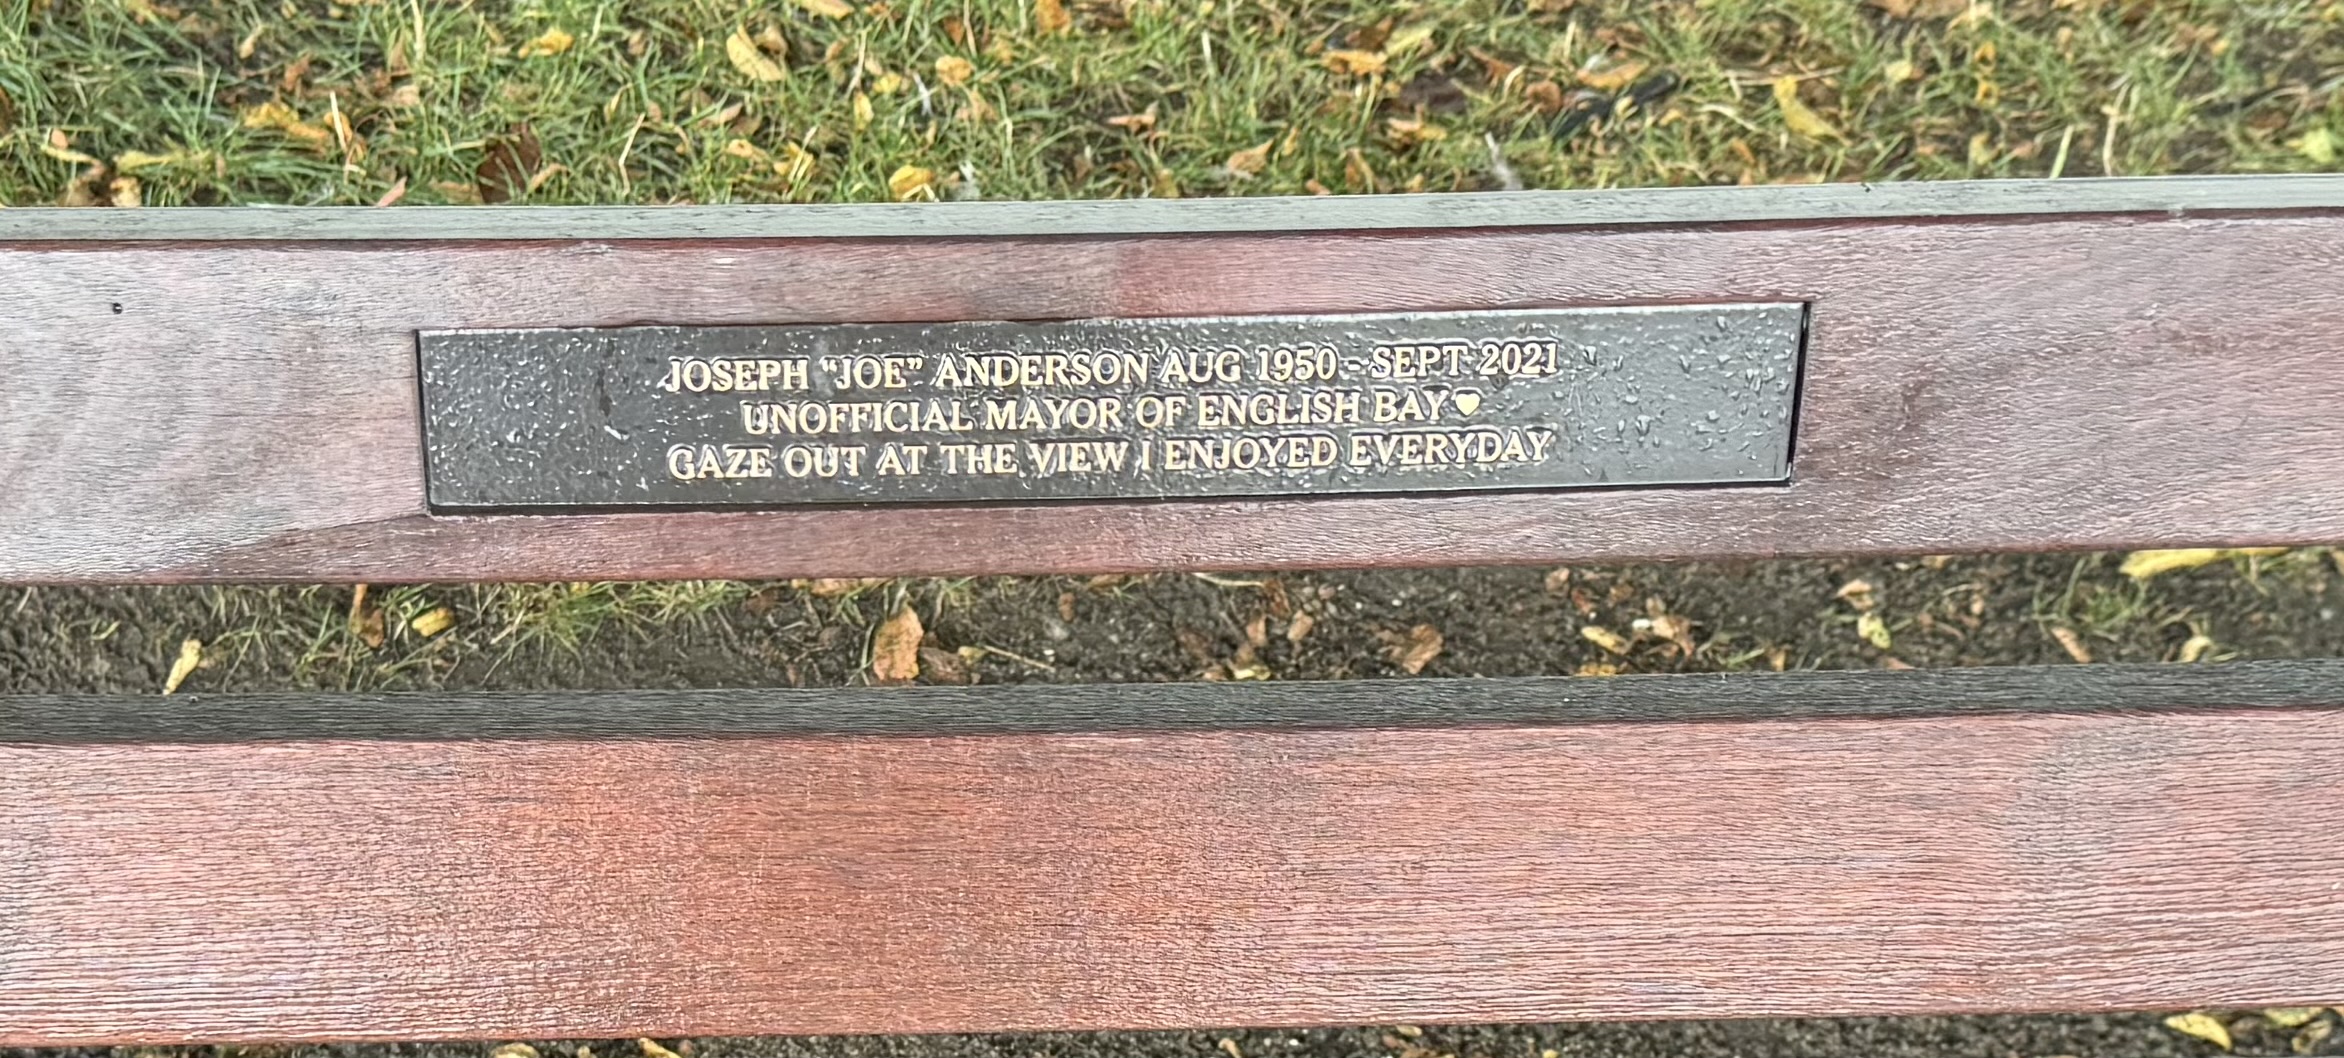 JOSEPH “JOE” ANDERSON AUG 1950 - SEPT 2021
UNOFFICIAL MAYOR OF ENGLISH BAY♥
GAZE OUT AT THE VIEW I ENJOYED EVERYDAY